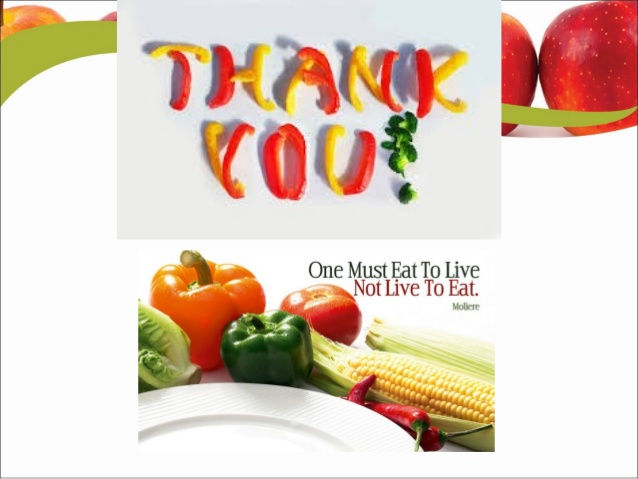 THANK
YOU!
One Must Eat To Live
Not Live To Eat.
Moliere